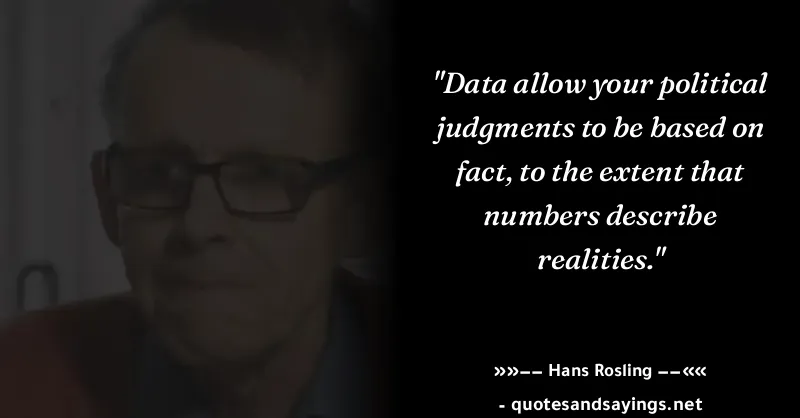 "Data allow your political
judgments to be based on
fact, to the extent that
numbers describe
realities."
»»−− Hans Rosling −−««
- quotesandsayings.net